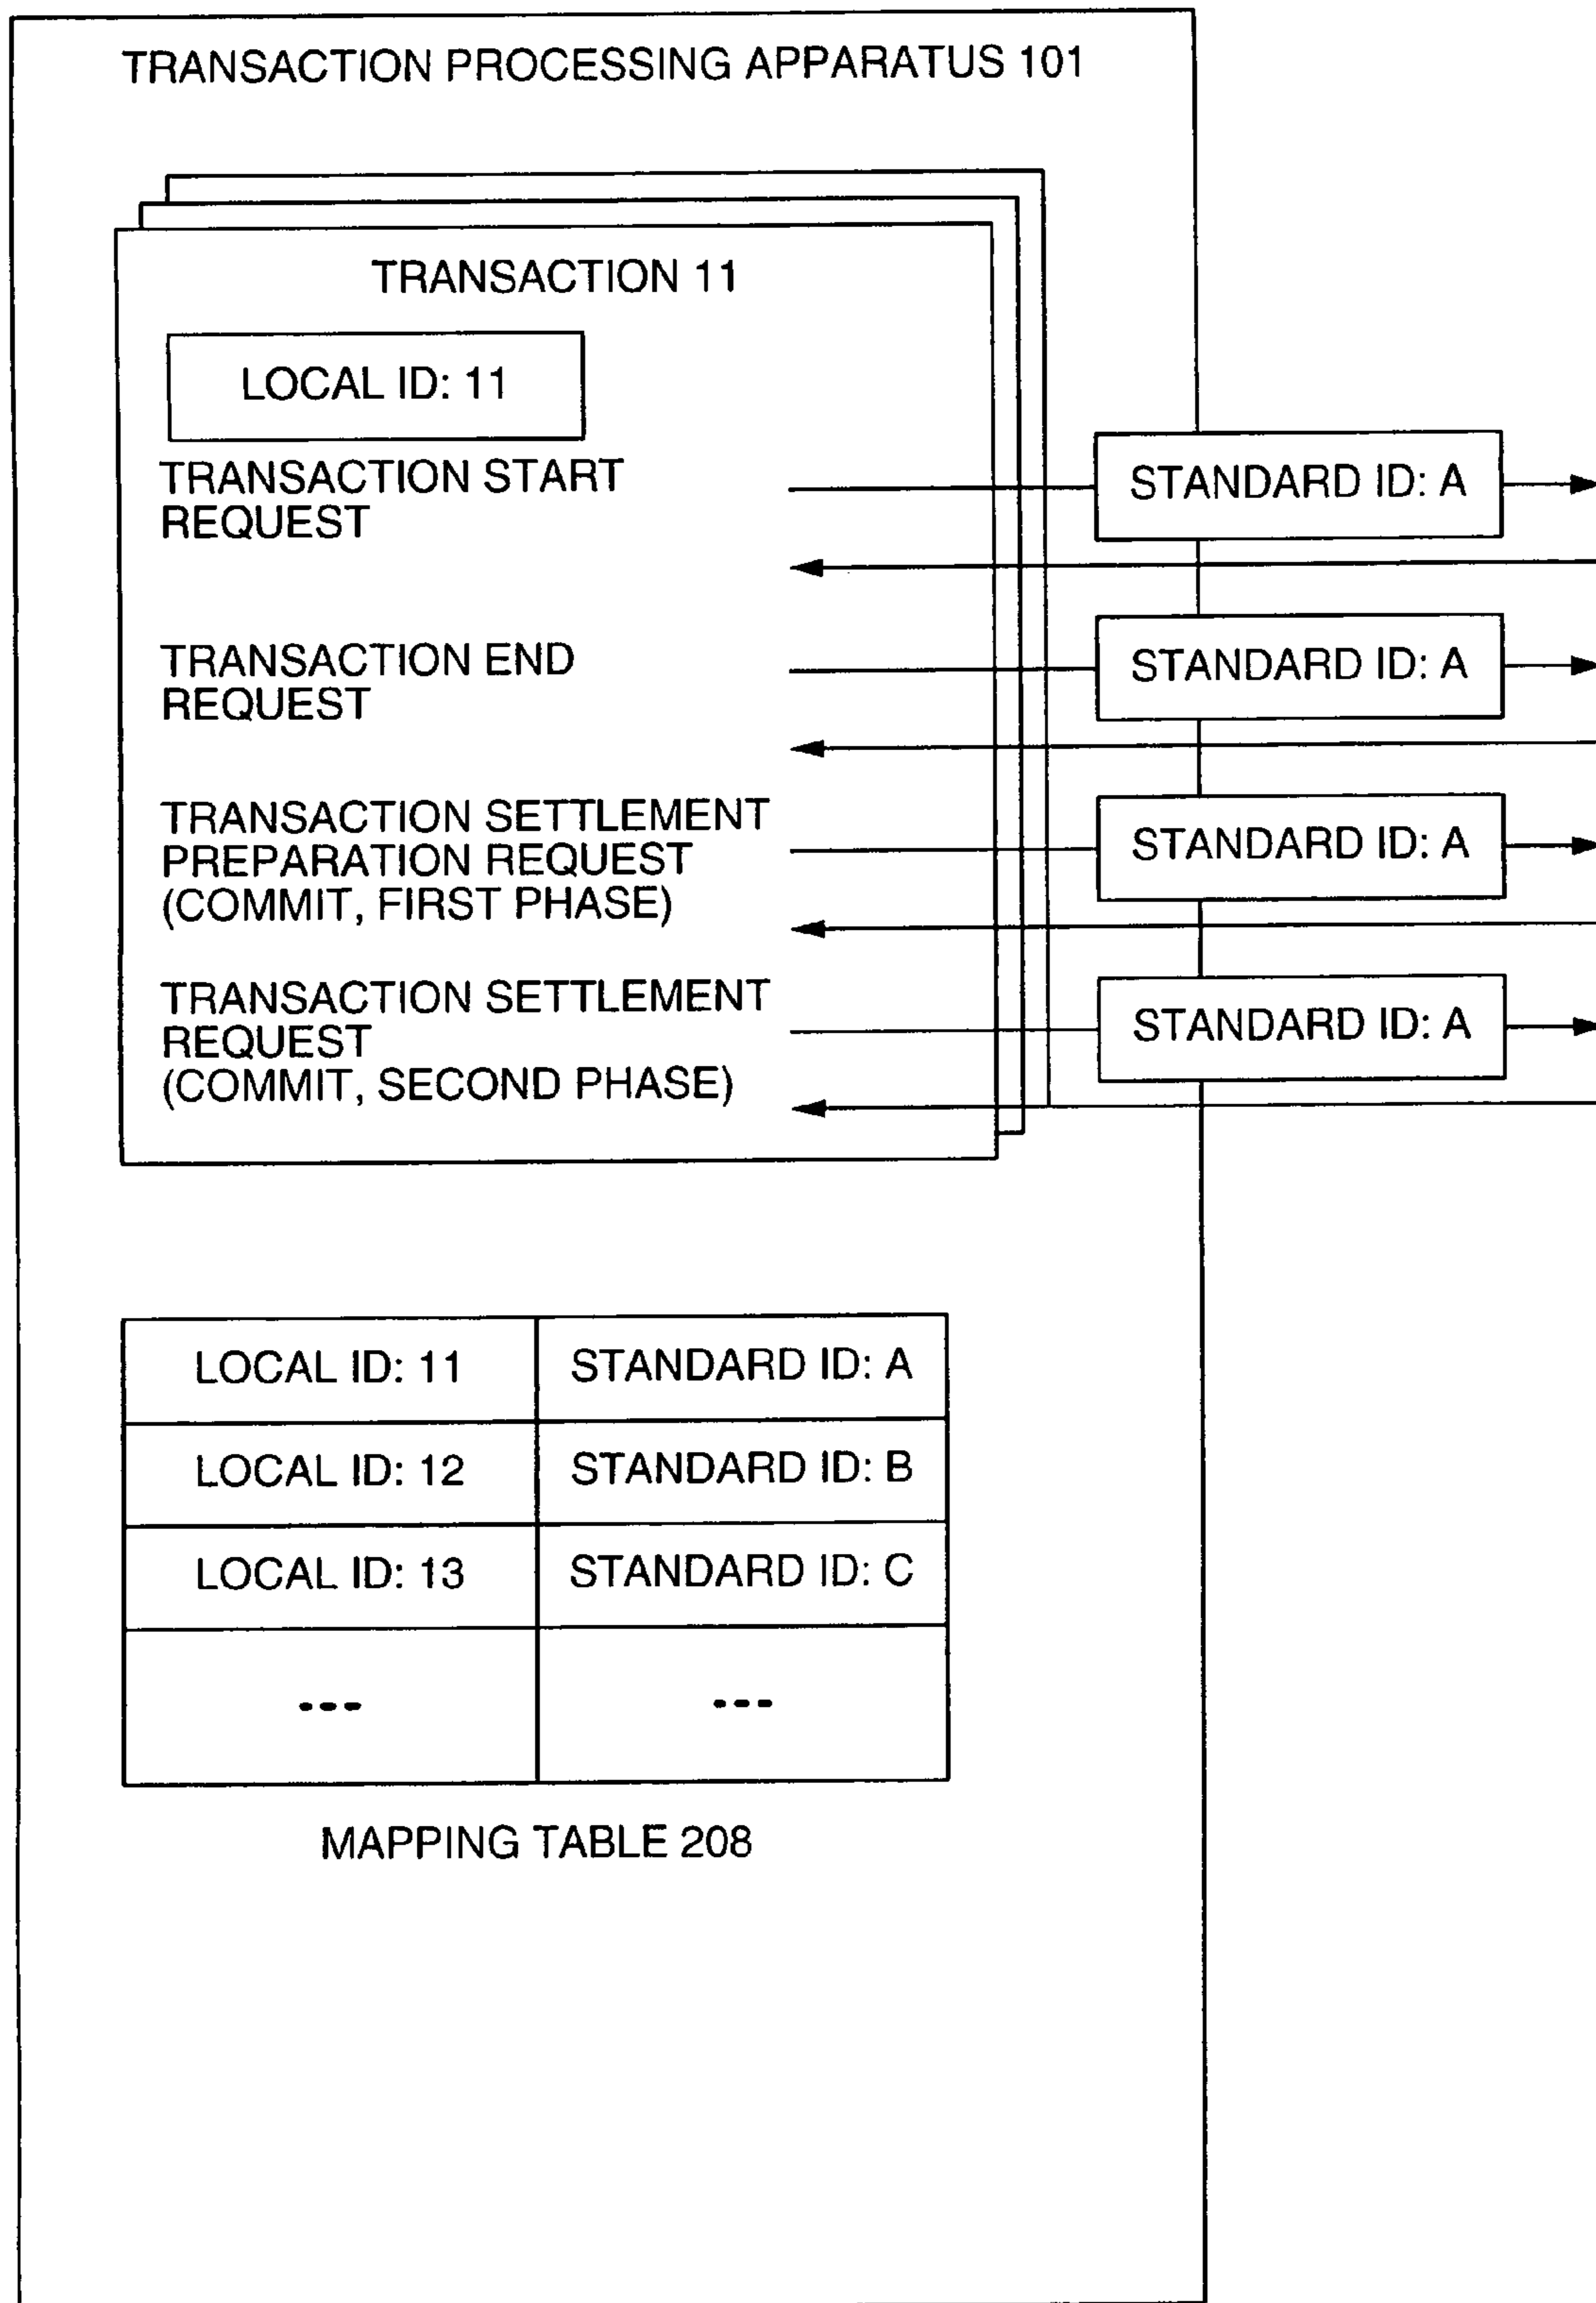 TRANSACTION PROCESSING APPARATUS 101
TRANSACTION 11
LOCAL ID: 11
TRANSACTION START
REQUEST
STANDARD ID: A
TRANSACTION END
REQUEST
STANDARD ID: A
TRANSACTION SETTLEMENT
PREPARATION REQUEST
(COMMIT, FIRST PHASE)
STANDARD ID: A
TRANSACTION SETTLEMENT
REQUEST
(COMMIT, SECOND PHASE)
STANDARD ID: A
LOCAL ID: 11 STANDARD ID: A
LOCAL ID: 12 STANDARD ID: B
LOCAL ID: 13 STANDARD ID: C
--- ---
MAPPING TABLE 208